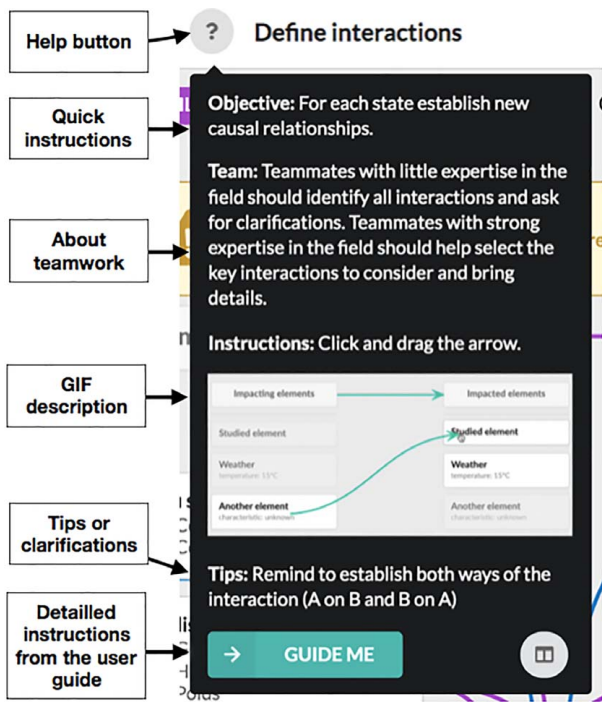 Help button
? Define interactions
Quick
instructions
Objective: For each state establish new
causal relationships.
About
teamwork
Team: Teammates with little expertise in the
field should identify all interactions and ask
for clarifications. Teammates with strong
expertise in the field should help select the
key interactions to consider and bring
details.
Instructions: Click and drag the arrow.
GIF
description
Impacting elements
Impacted elements
Studied element
Studied element
Weather
temperature: 15°C
Weather
temperature: 15°C
Another element
characteristic: unknown
Another element
characteristic: unknown
Tips or
clarifications
Tips: Remind to establish both ways of the
interaction (A on B and B on A)
Detailled
instructions
from the user
guide
→ GUIDE ME